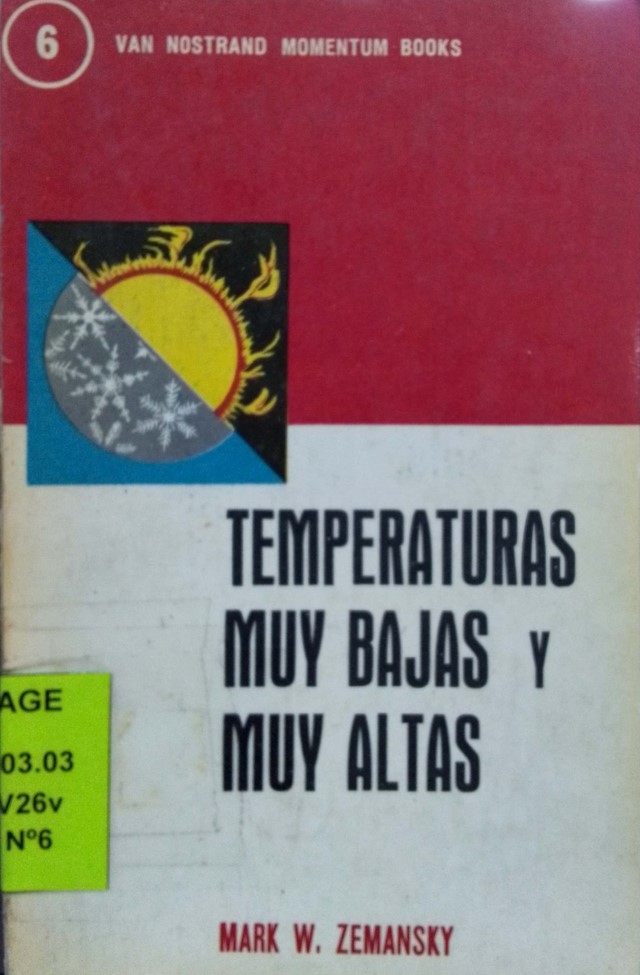 6
VAN NOSTRAND MOMENTUM BOOKS
TEMPERATURAS
MUY BAJAS Y
MUY ALTAS
AGE
03.03
V26v
Nº6
MARK W. ZEMANSKY